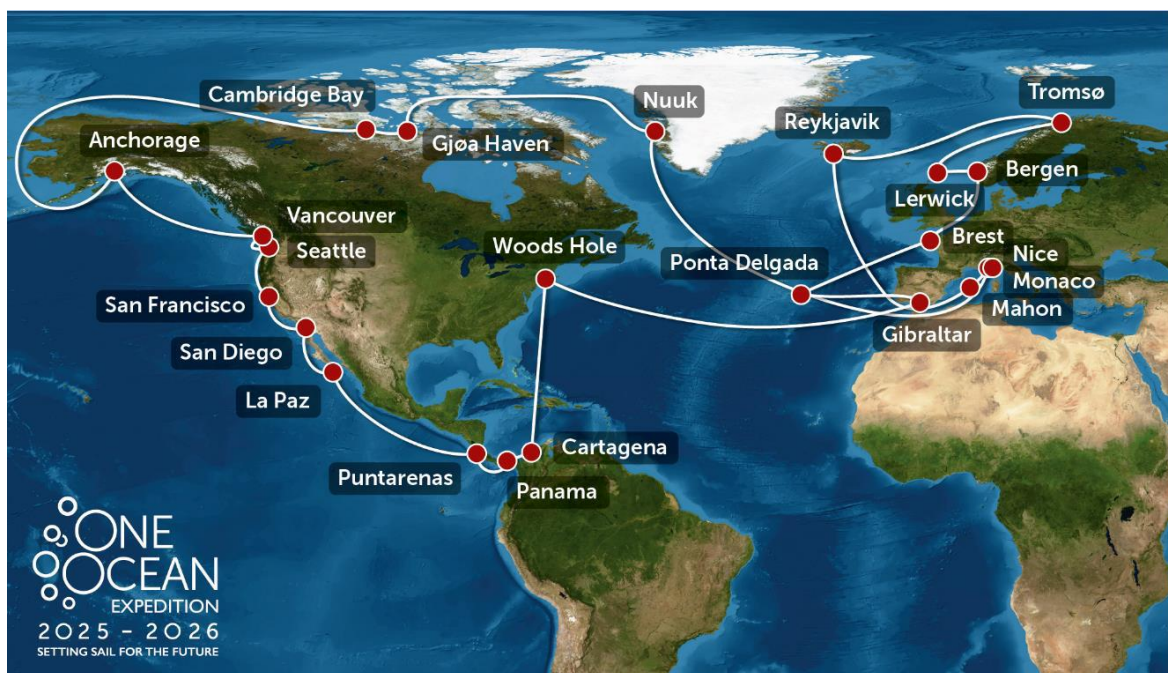 Cambridge Bay
Nuuk
Tromsø
Reykjavik
Anchorage
Gjøa Haven
Bergen
Lerwick
Vancouver
Woods Hole
Brest
Seattle
Nice
Ponta Delgada
Monaco
San Francisco
Mahon
Gibraltar
San Diego
La Paz
Cartagena
Puntarenas
Panama
ONE
OCEAN
EXPEDITION
2025 – 2026
SETTING SAIL FOR THE FUTURE